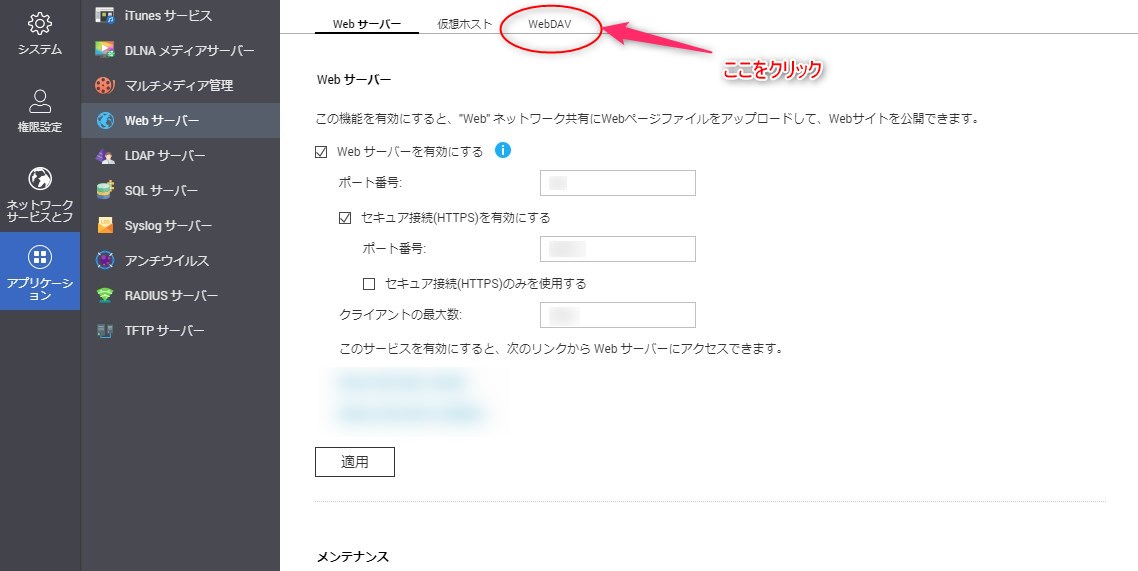 システム
権限設定
ネットワーク
サービスとフ
アプリケーシ
ョン
iTunes サービス
DLNA メディアサーバー
マルチメディア管理
Web サーバー
LDAP サーバー
SQL サーバー
Syslog サーバー
アンチウイルス
RADIUS サーバー
TFTP サーバー
Web サーバー 仮想ホスト WebDAV
ここをクリック
Web サーバー
この機能を有効にすると、"Web" ネットワーク共有にWebページファイルをアップロードして、Webサイトを公開できます。
Web サーバーを有効にする
ポート番号:
セキュア接続(HTTPS)を有効にする
ポート番号:
セキュア接続(HTTPS)のみを使用する
クライアントの最大数:
このサービスを有効にすると、次のリンクから Web サーバーにアクセスできます。
適用
メンテナンス